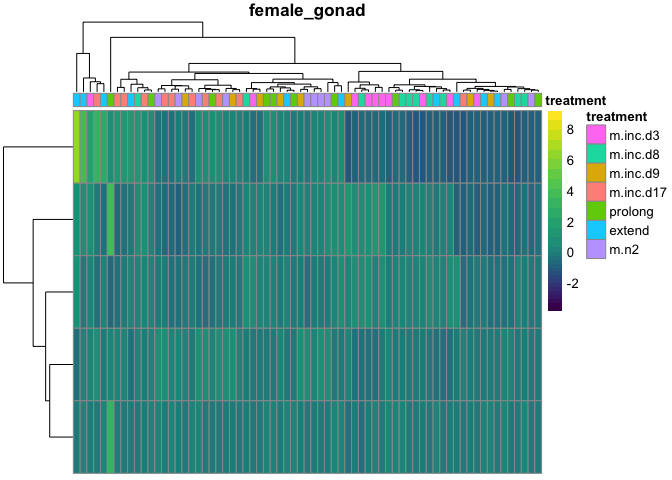 female_gonad
treatment
treatment
m.inc.d3
m.inc.d8
m.inc.d9
m.inc.d17
prolong
extend
m.n2
8
6
4
2
0
-2